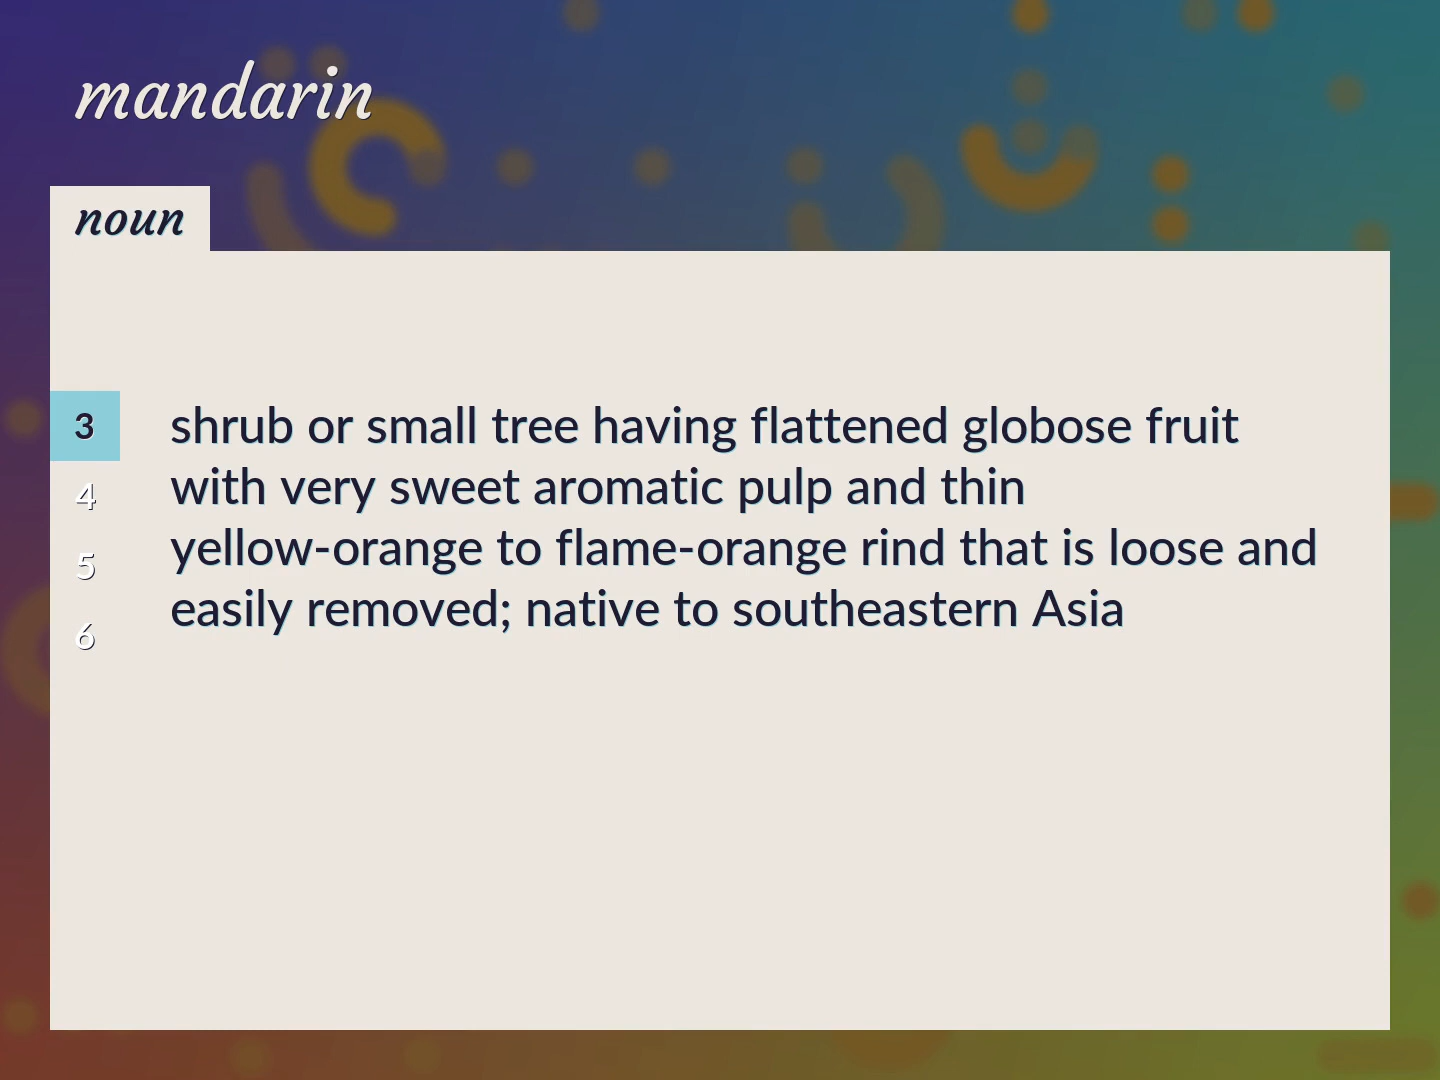 mandarin
noun
3
shrub or small tree having flattened globose fruit
with very sweet aromatic pulp and thin
yellow-orange to flame-orange rind that is loose and
easily removed; native to southeastern Asia
4
5
6